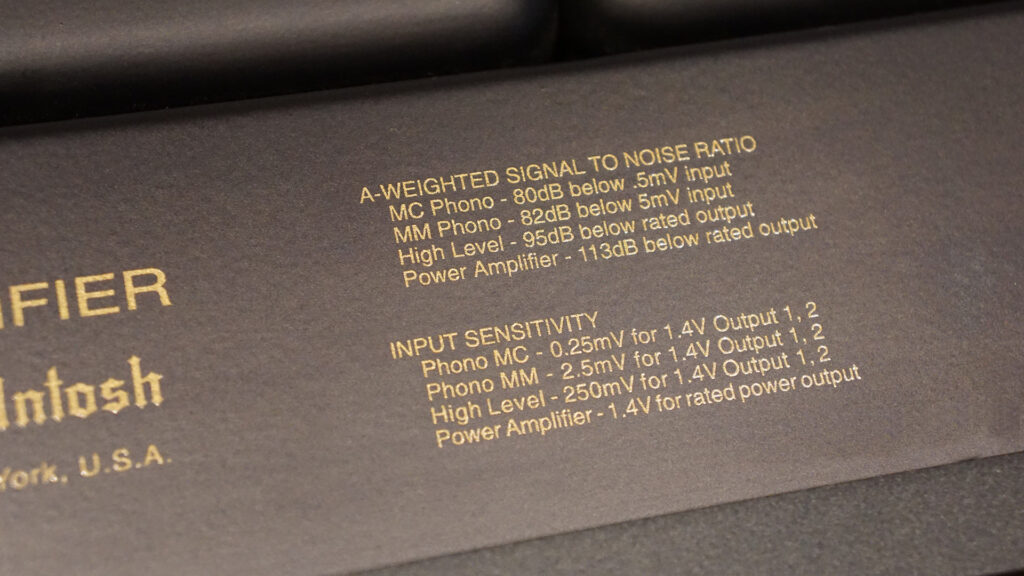 A-WEIGHTED SIGNAL TO NOISE RATIO
MC Phono - 80dB below .5mV input
MM Phono - 82dB below 5mV input
High Level - 95dB below rated output
Power Amplifier - 113dB below rated output
INPUT SENSITIVITY
Phono MC - 0.25mV for 1.4V Output 1, 2
Phono MM - 2.5mV for 1.4V Output 1, 2
High Level - 250mV for 1.4V Output 1, 2
Power Amplifier - 1.4V for rated power output
IFIER
Intosh
York, U.S.A.